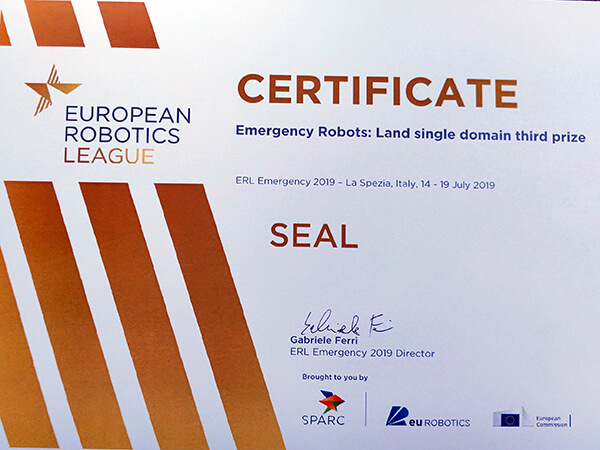 EUROPEAN
ROBOTICS
LEAGUE
CERTIFICATE
Emergency Robots: Land single domain third prize
ERL Emergency 2019 – La Spezia, Italy, 14 - 19 July 2019
SEAL
Gabriele Ferri
Gabriele Ferri
ERL Emergency 2019 Director
Brought to you by
SPARC
eu ROBOTICS
European
Commission